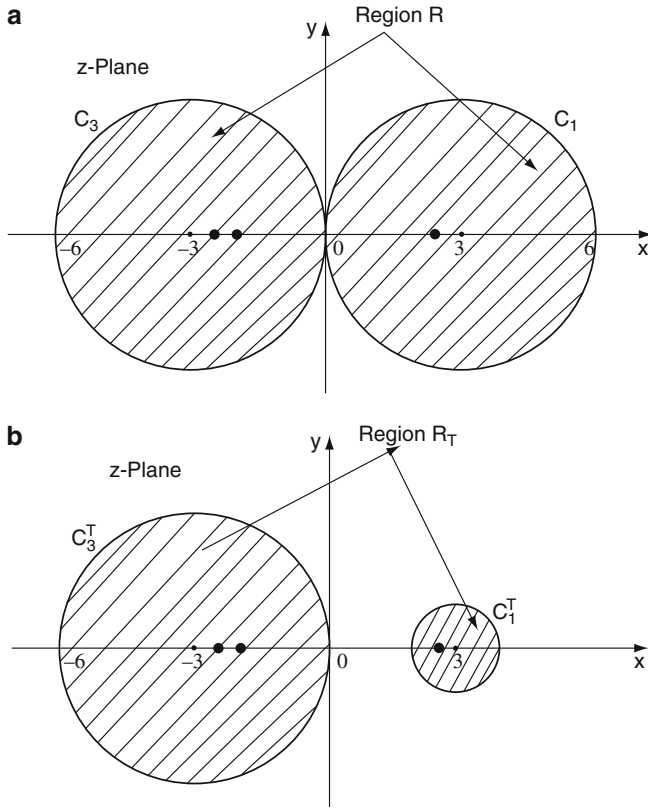 a
y
Region R
z-Plane
C3
C1
–6
–3
0
3
6
x
b
y
Region RT
z-Plane
C3T
C1T
–6
–3
0
3
x